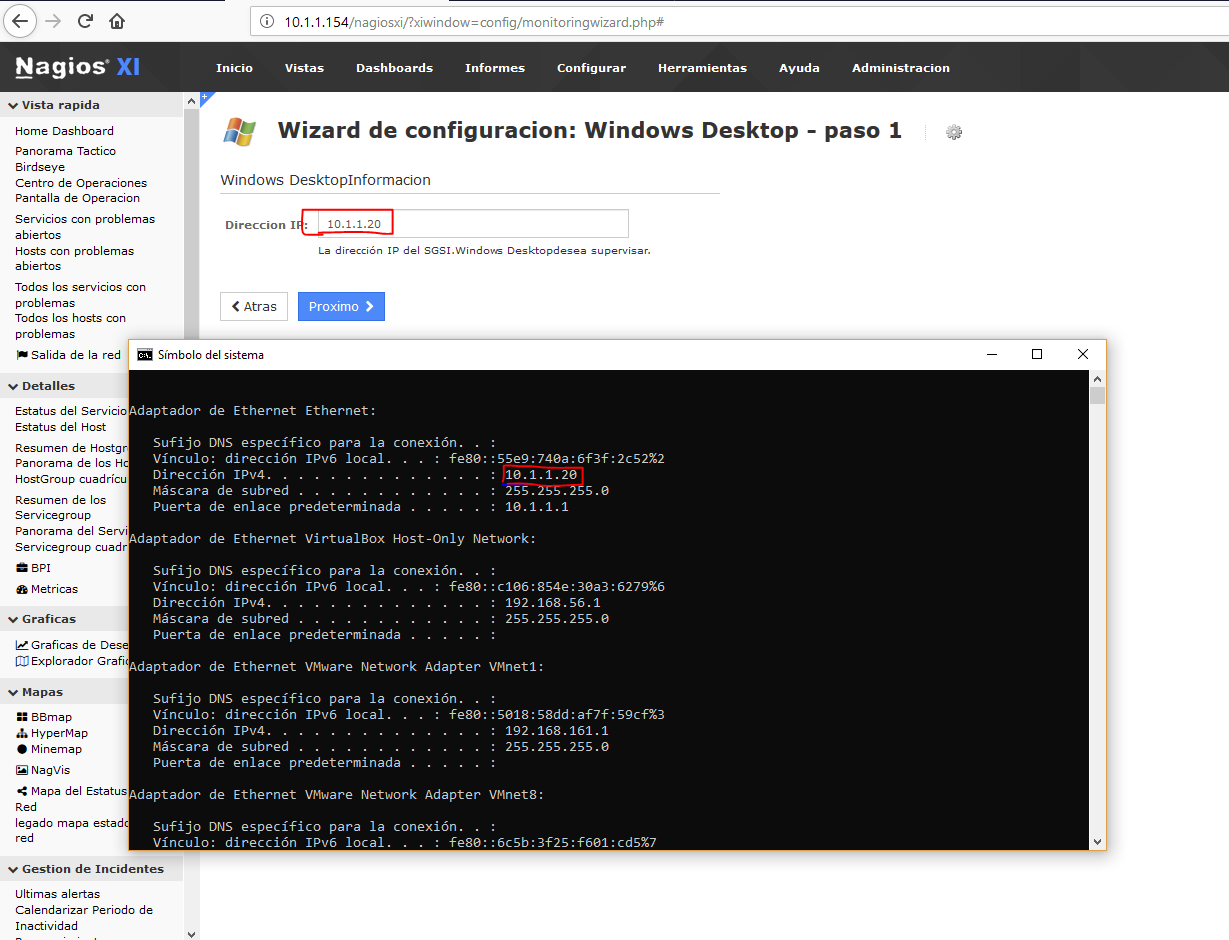 10.1.1.154/nagiosxi/?xiwindow=config/monitoringwizard.php#
Nagios® XI
Inicio
Vistas
Dashboards
Informes
Configurar
Herramientas
Ayuda
Administracion
Vista rapida
Home Dashboard
Panorama Tactico
Birdseye
Centro de Operaciones
Pantalla de Operacion
Servicios con problemas
abiertos
Hosts con problemas
abiertos
Todos los servicios con
problemas
Todos los hosts con
problemas
Salida de la red
Detalles
Estatus del Servicio
Estatus del Host
Resumen de Hostgr
Panorama de los Ho
HostGroup cuadrícu
Resumen de los
Servicegroup
Panorama del Servi
Servicegroup cuadr
BPI
Metricas
Graficas
Graficas de Dese
Explorador Grafic
Mapas
BBmap
HyperMap
Minemap
NagVis
Mapa del Estatus
Red
legado mapa estado
red
Gestion de Incidentes
Ultimas alertas
Calendarizar Periodo de
Inactividad
Wizard de configuracion: Windows Desktop - paso 1
Windows DesktopInformacion
Direccion IP:
10.1.1.20
La dirección IP del SGSI.Windows Desktopdesea supervisar.
Atras
Proximo
Símbolo del sistema
Adaptador de Ethernet Ethernet:
Sufijo DNS específico para la conexión. . :
Vínculo: dirección IPv6 local. . . : fe80::55e9:740a:6f3f:2c52%2
Dirección IPv4. . . . . . . . . . . . . . : 10.1.1.20
Máscara de subred . . . . . . . . . . . . : 255.255.255.0
Puerta de enlace predeterminada . . . . . : 10.1.1.1
Adaptador de Ethernet VirtualBox Host-Only Network:
Sufijo DNS específico para la conexión. . :
Vínculo: dirección IPv6 local. . . : fe80::c106:854e:30a3:6279%6
Dirección IPv4. . . . . . . . . . . . . . : 192.168.56.1
Máscara de subred . . . . . . . . . . . . : 255.255.255.0
Puerta de enlace predeterminada . . . . . :
Adaptador de Ethernet VMware Network Adapter VMnet1:
Sufijo DNS específico para la conexión. . :
Vínculo: dirección IPv6 local. . . : fe80::5018:58dd:af7f:59cf%3
Dirección IPv4. . . . . . . . . . . . . . : 192.168.161.1
Máscara de subred . . . . . . . . . . . . : 255.255.255.0
Puerta de enlace predeterminada . . . . . :
Adaptador de Ethernet VMware Network Adapter VMnet8:
Sufijo DNS específico para la conexión. . :
Vínculo: dirección IPv6 local. . . : fe80::6c5b:3f25:f601:cd5%7